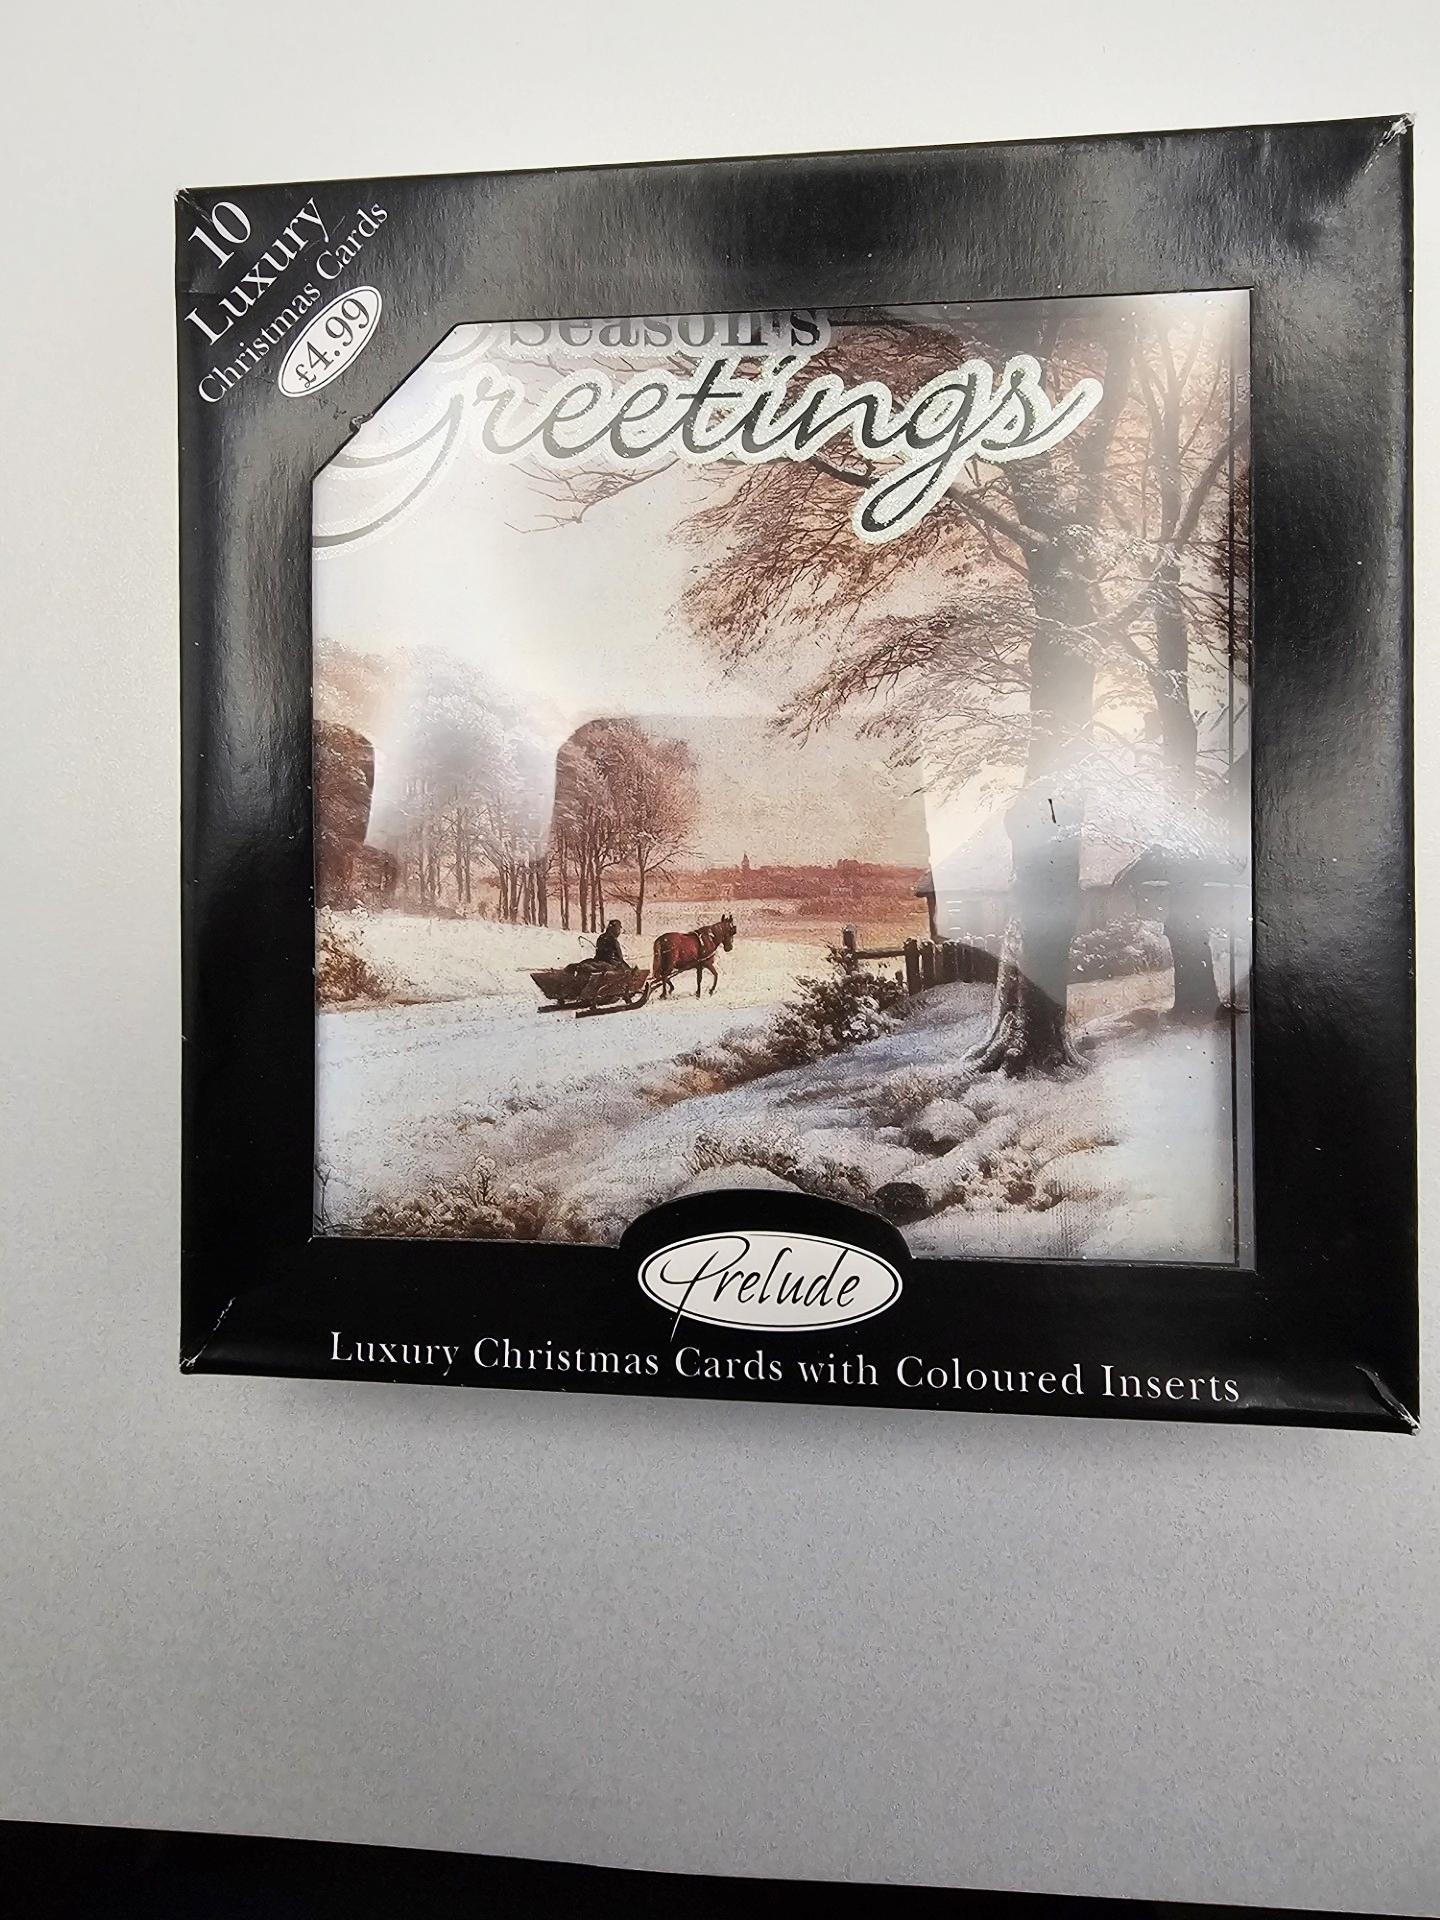 10
Luxury
Christmas Cards
£4.99
Season's
Greetings
Prelude
Luxury Christmas Cards with Coloured Inserts